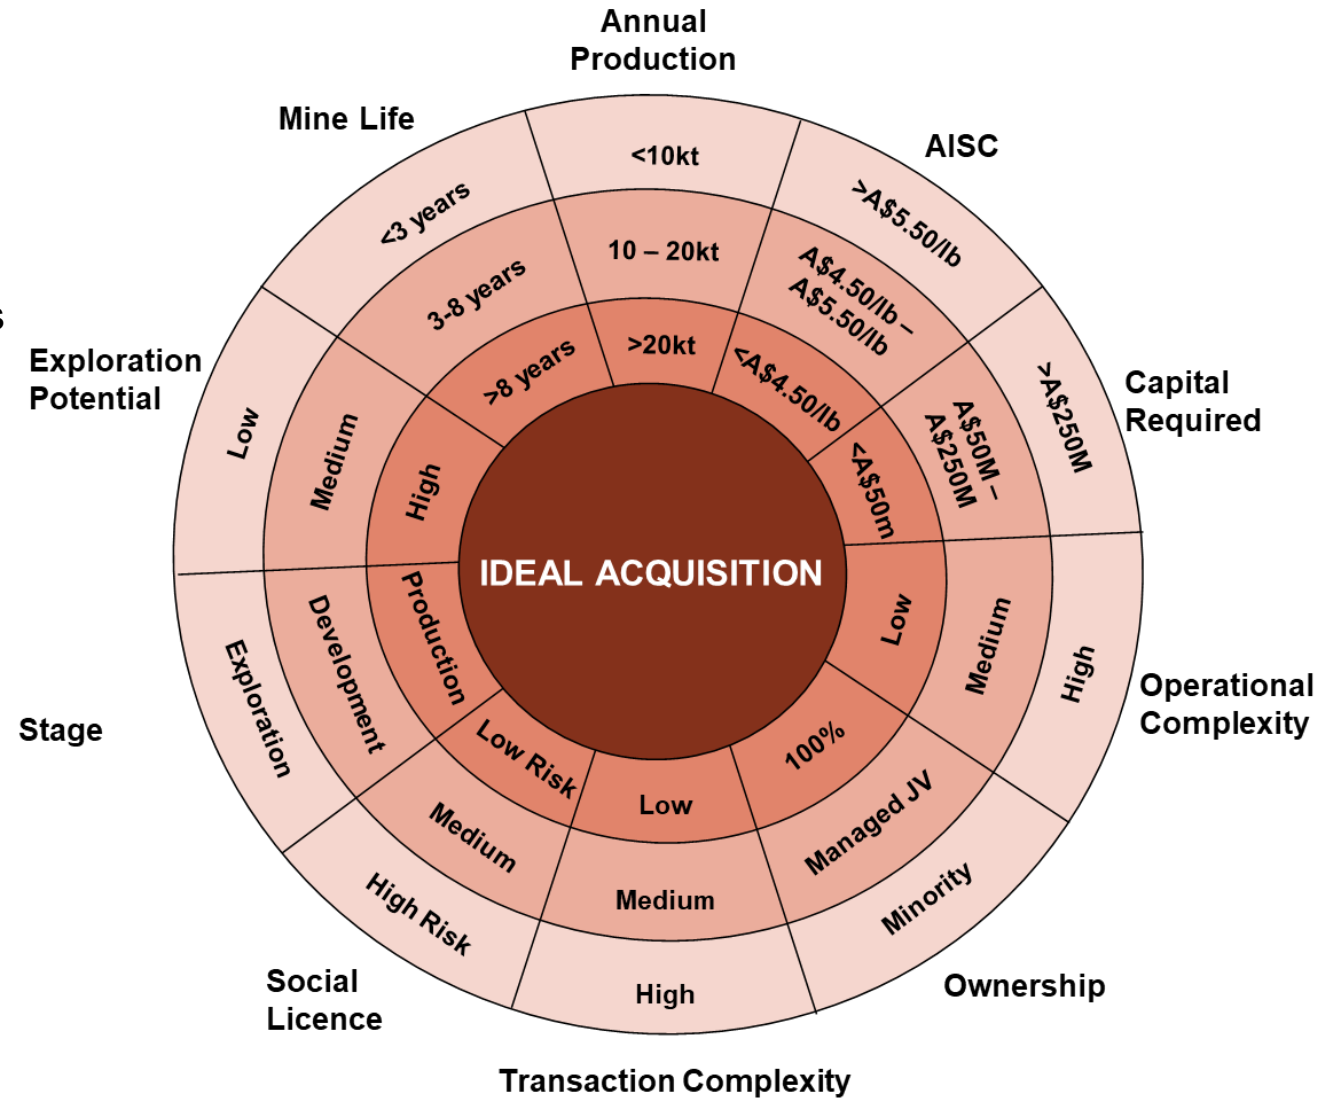 Annual
Production
Mine Life
AISC
<10kt
<3 years
>A$5.50/lb
10 – 20kt
3-8 years
A$4.50/lb –
A$5.50/lb
s
Exploration
Potential
Capital
Required
>20kt
>8 years
<A$4.50/lb
>A$250M
A$50M –
A$250M
Low
Medium
High
<A$50m
IDEAL ACQUISITION
Production
Development
Exploration
Low
Medium
High
Stage
Operational
Complexity
Low Risk
Medium
High Risk
100%
Managed JV
Minority
Low
Medium
High
Social
Licence
Ownership
Transaction Complexity